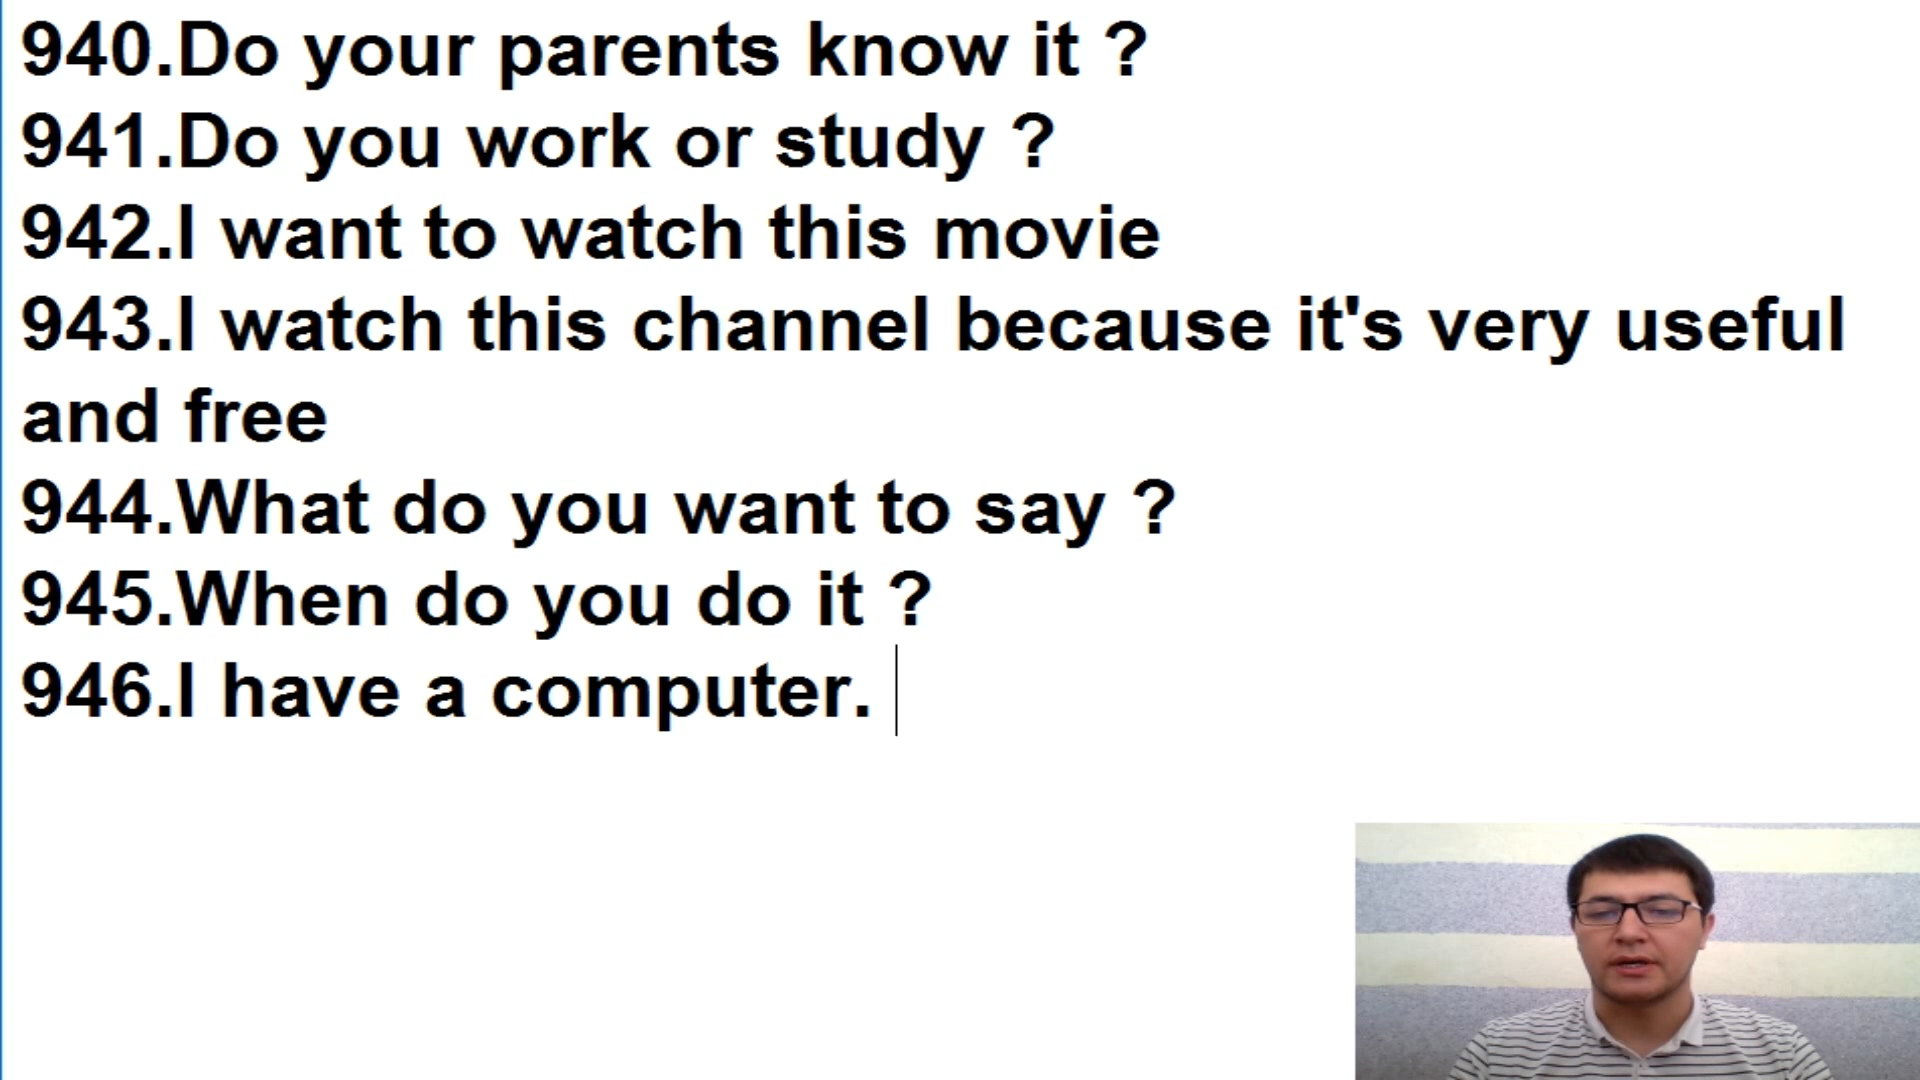 940.Do your parents know it ?
941.Do you work or study ?
942.I want to watch this movie
943.I watch this channel because it's very useful
and free
944.What do you want to say ?
945.When do you do it ?
946.I have a computer.